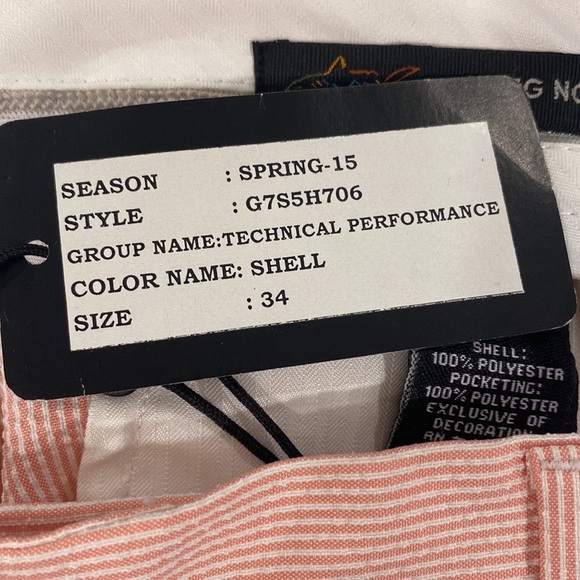 SEASON : SPRING-15
STYLE : G7S5H706
GROUP NAME:TECHNICAL PERFORMANCE
COLOR NAME: SHELL
SIZE : 34
SHELL:
100% POLYESTER
POCKETING:
100% POLYESTER
EXCLUSIVE OF
DECORATION
RN